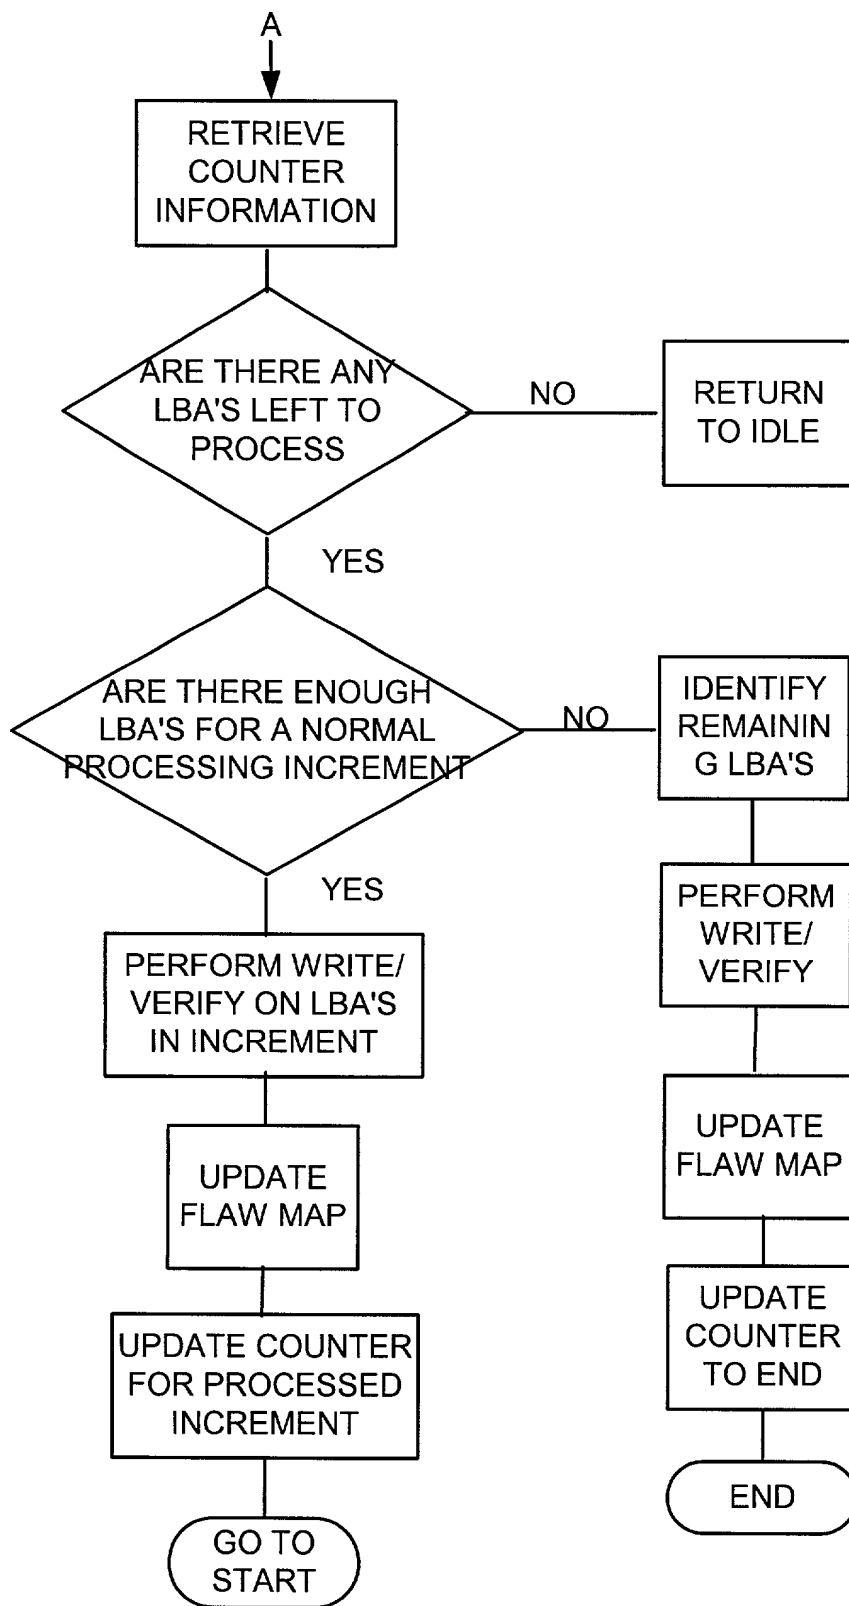 A
RETRIEVE
COUNTER
INFORMATION
ARE THERE ANY
LBA'S LEFT TO
PROCESS
NO
RETURN
TO IDLE
YES
ARE THERE ENOUGH
LBA'S FOR A NORMAL
PROCESSING INCREMENT
NO
IDENTIFY
REMAININ
G LBA'S
YES
PERFORM WRITE/
VERIFY ON LBA'S
IN INCREMENT
PERFORM
WRITE/
VERIFY
UPDATE
FLAW MAP
UPDATE
FLAW MAP
UPDATE COUNTER
FOR PROCESSED
INCREMENT
UPDATE
COUNTER
TO END
GO TO
START
END